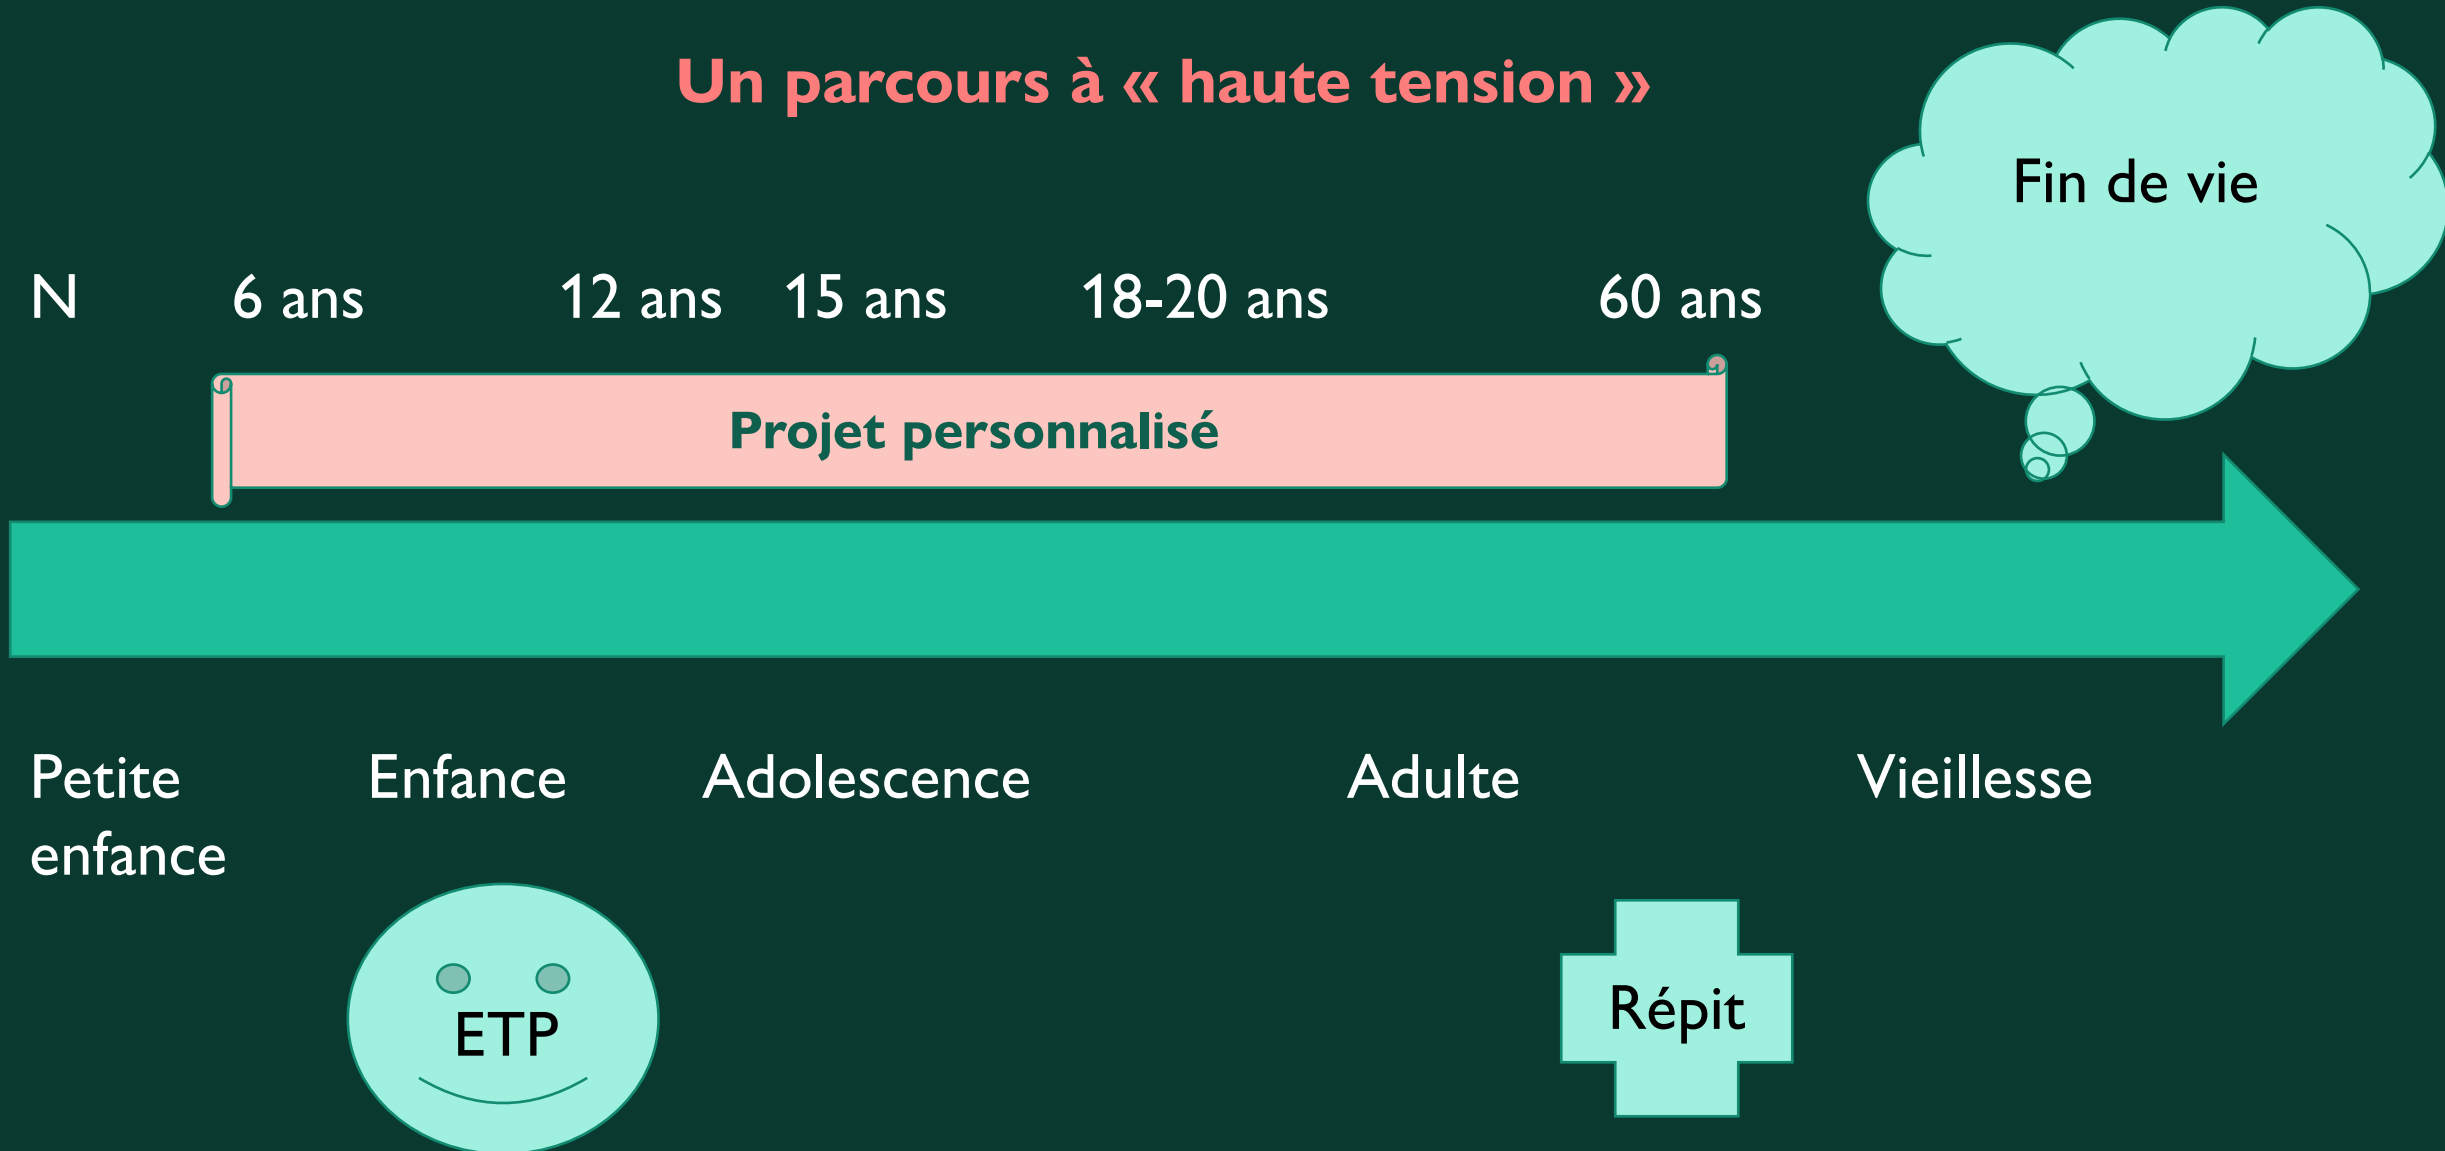 Un parcours à « haute tension »
Fin de vie
N 6 ans 12 ans 15 ans 18-20 ans 60 ans
Projet personnalisé
Petite Enfance Adolescence Adulte Vieillesse
enfance
ETP
Répit